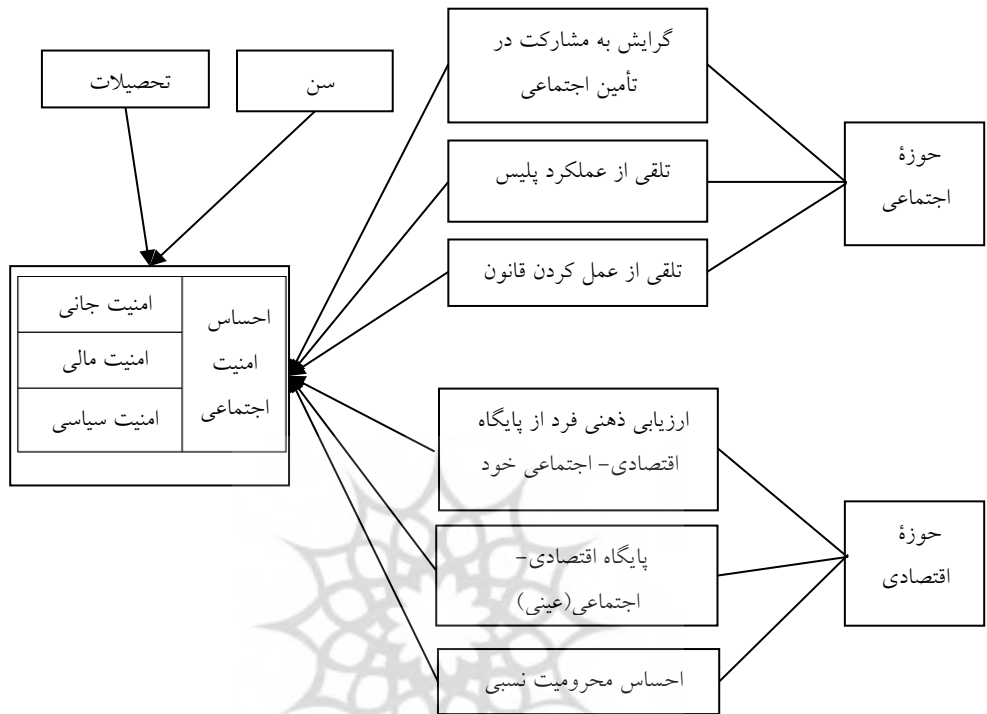 گرایش به مشارکت در
تأمین اجتماعی
سن
تحصیلات
حوزۀ
اجتماعی
تلقی از عملکرد پلیس
تلقی از عمل کردن قانون
احساس
امنیت
اجتماعی
امنیت جانی
امنیت مالی
امنیت سیاسی
ارزیابی ذهنی فرد از پایگاه
اقتصادی- اجتماعی خود
حوزۀ
اقتصادی
پایگاه اقتصادی-
اجتماعی(عینی)
احساس محرومیت نسبی